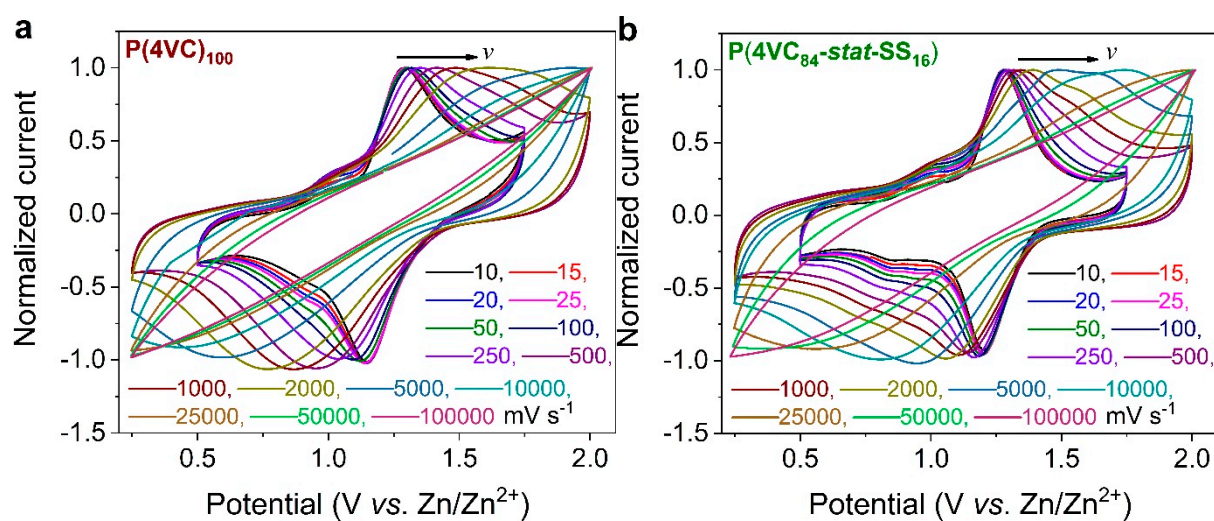 a
P(4VC)100
v
Normalized current
1.0
0.5
0.0
-0.5
-1.0
-1.5
10, 15,
20, 25,
50, 100,
250, 500,
1000, 2000, 5000, 10000,
25000, 50000, 100000 mV s-1
0.5 1.0 1.5 2.0
Potential (V vs. Zn/Zn2+)
b
P(4VC84-stat-SS16)
v
Normalized current
1.0
0.5
0.0
-0.5
-1.0
-1.5
10, 15,
20, 25,
50, 100,
250, 500,
1000, 2000, 5000, 10000,
25000, 50000, 100000 mV s-1
0.5 1.0 1.5 2.0
Potential (V vs. Zn/Zn2+)